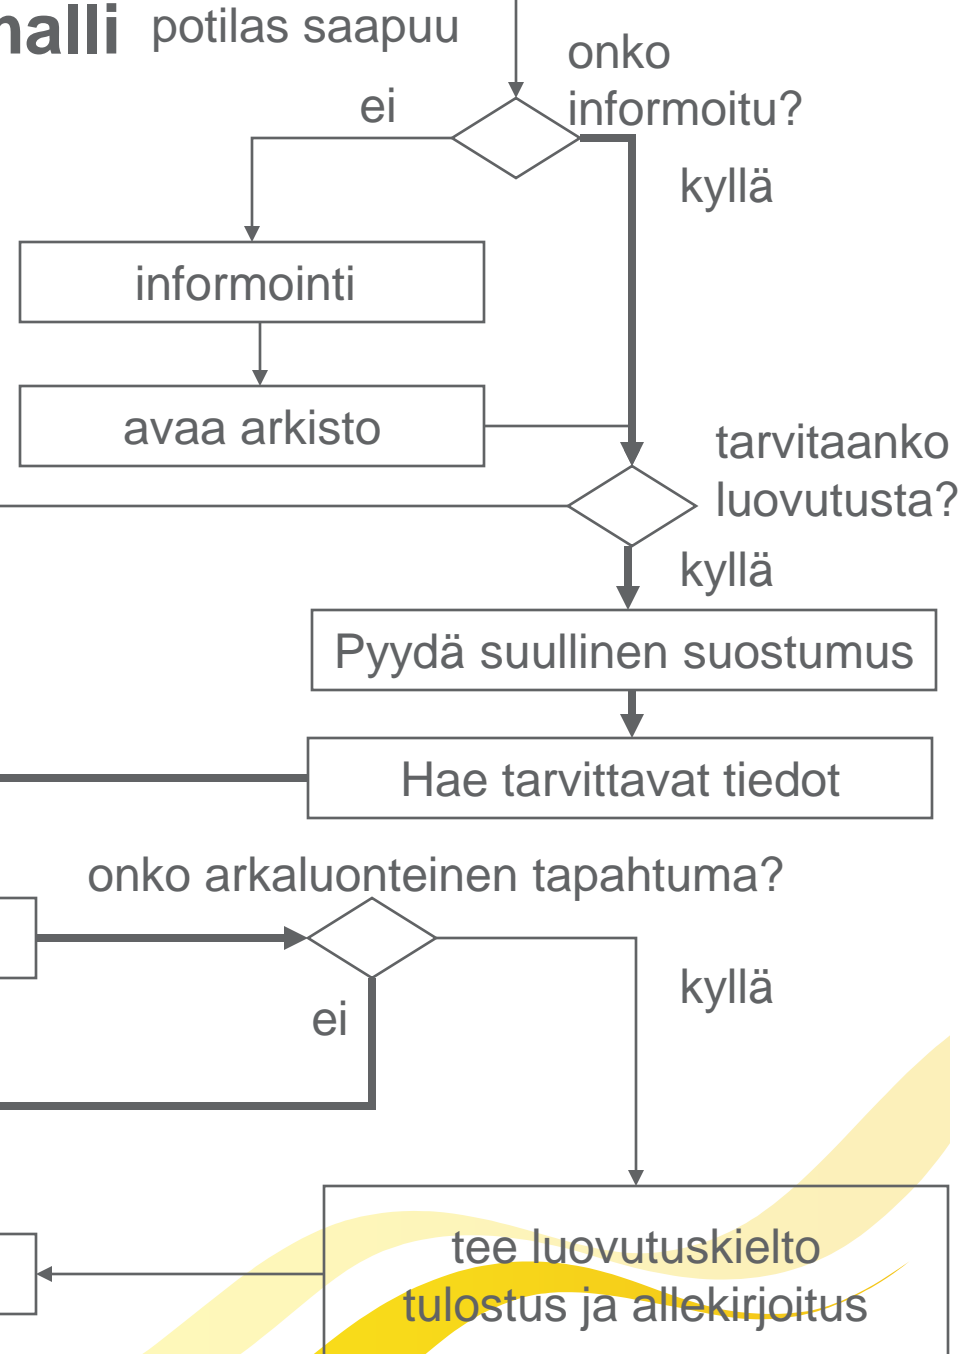 potilas saapuu
onko
informoitu?
ei
kyllä
informointi
avaa arkisto
tarvitaanko
luovutusta?
kyllä
Pyydä suullinen suostumus
Hae tarvittavat tiedot
onko arkaluonteinen tapahtuma?
kyllä
ei
tee luovutuskielto
tulostus ja allekirjoitus